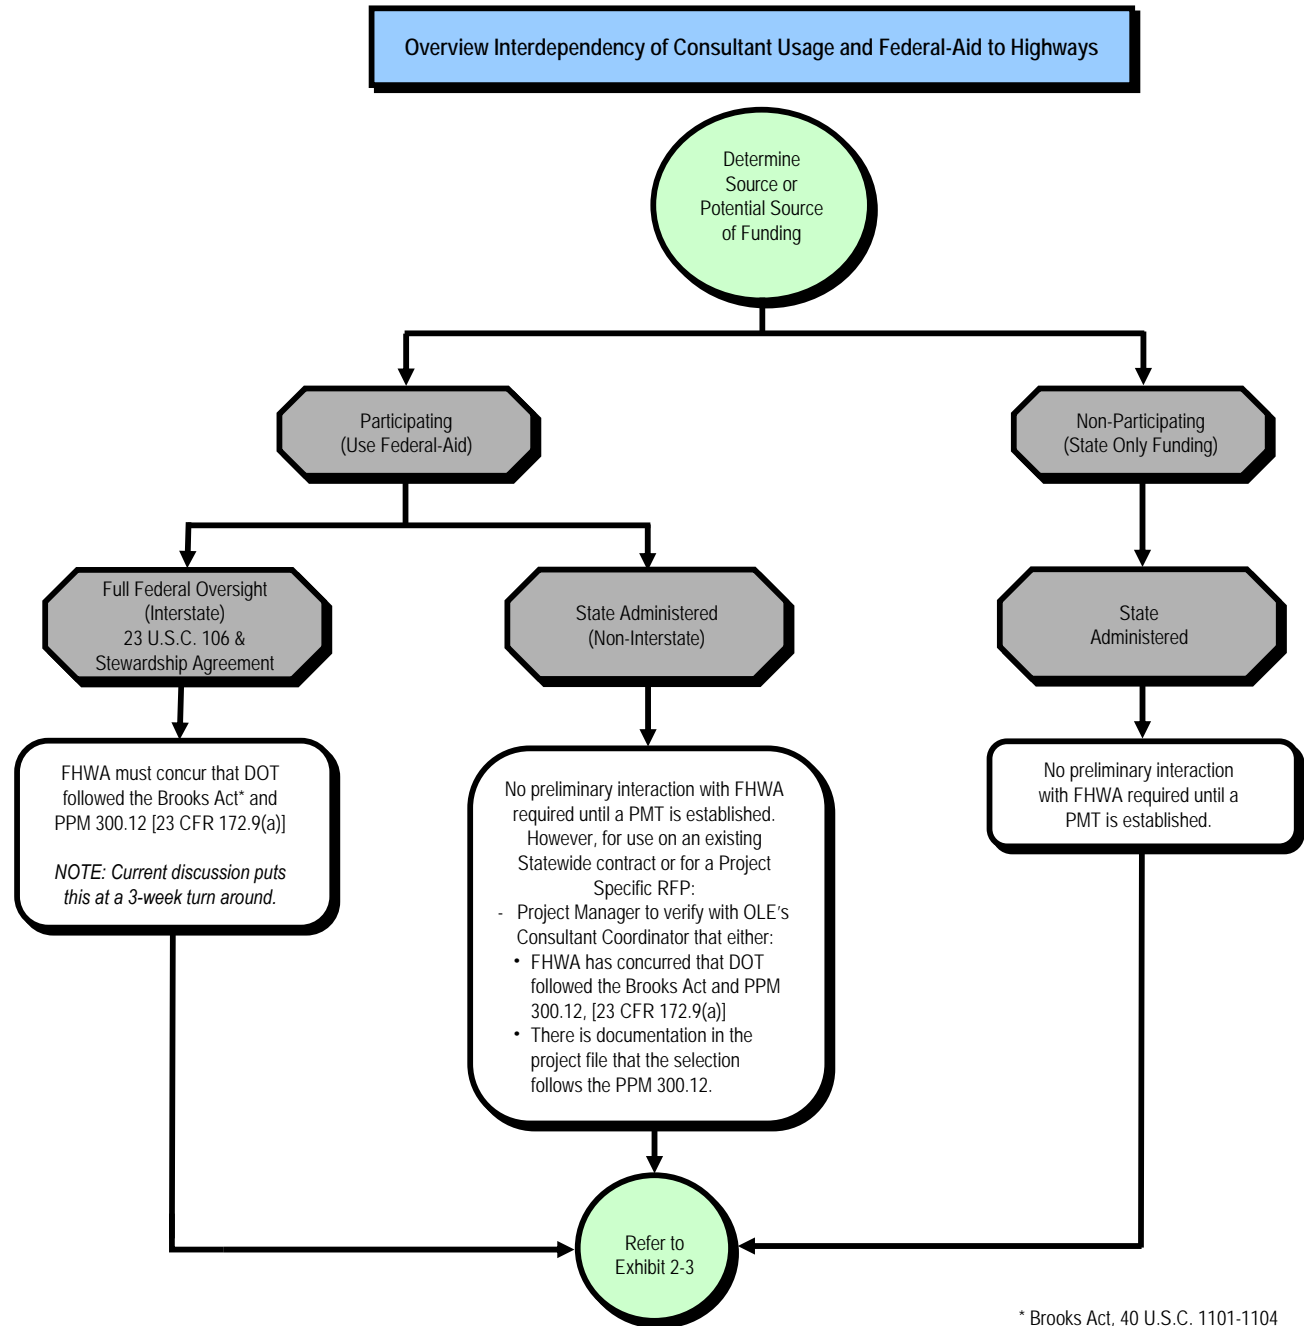 Overview Interdependency of Consultant Usage and Federal-Aid to Highways
Determine
Source or
Potential Source
of Funding
Participating
(Use Federal-Aid)
Non-Participating
(State Only Funding)
Full Federal Oversight
(Interstate)
23 U.S.C. 106 &
Stewardship Agreement
State Administered
(Non-Interstate)
State
Administered
FHWA must concur that DOT
followed the Brooks Act* and
PPM 300.12 [23 CFR 172.9(a)]
NOTE: Current discussion puts
this at a 3-week turn around.
No preliminary interaction with FHWA
required until a PMT is established.
However, for use on an existing
Statewide contract or for a Project
Specific RFP:
- Project Manager to verify with OLE's
Consultant Coordinator that either:
• FHWA has concurred that DOT
followed the Brooks Act and PPM
300.12, [23 CFR 172.9(a)]
• There is documentation in the
project file that the selection
follows the PPM 300.12.
No preliminary interaction
with FHWA required until a
PMT is established.
Refer to
Exhibit 2-3
* Brooks Act, 40 U.S.C. 1101-1104